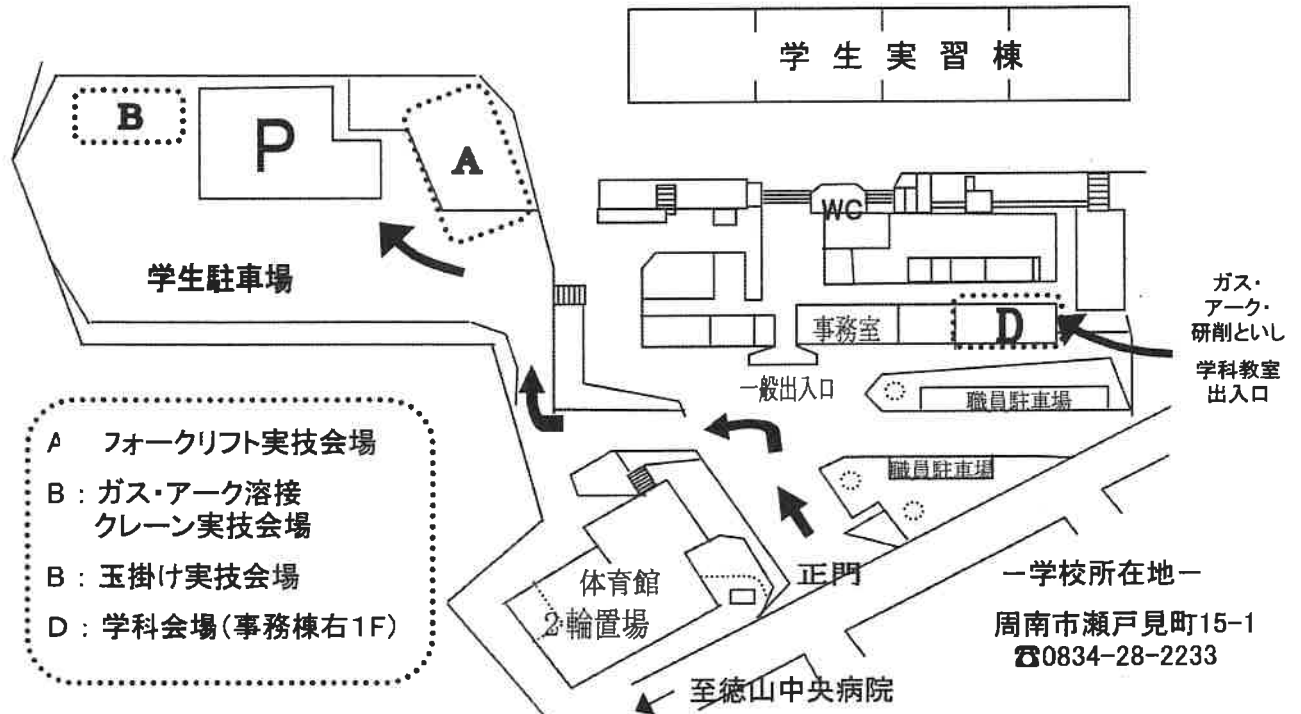 学生実習棟
B
P
A
WC
学生駐車場
事務室
D
ガス・
アーク・
研削といし
学科教室
出入口
一般出入口
職員駐車場
職員駐車場
A フォークリフト実技会場
B：ガス・アーク溶接
クレーン実技会場
B：玉掛け実技会場
D：学科会場(事務棟右1F)
体育館
2輪置場
正門
－学校所在地－
周南市瀬戸見町15-1
☎0834-28-2233
至徳山中央病院